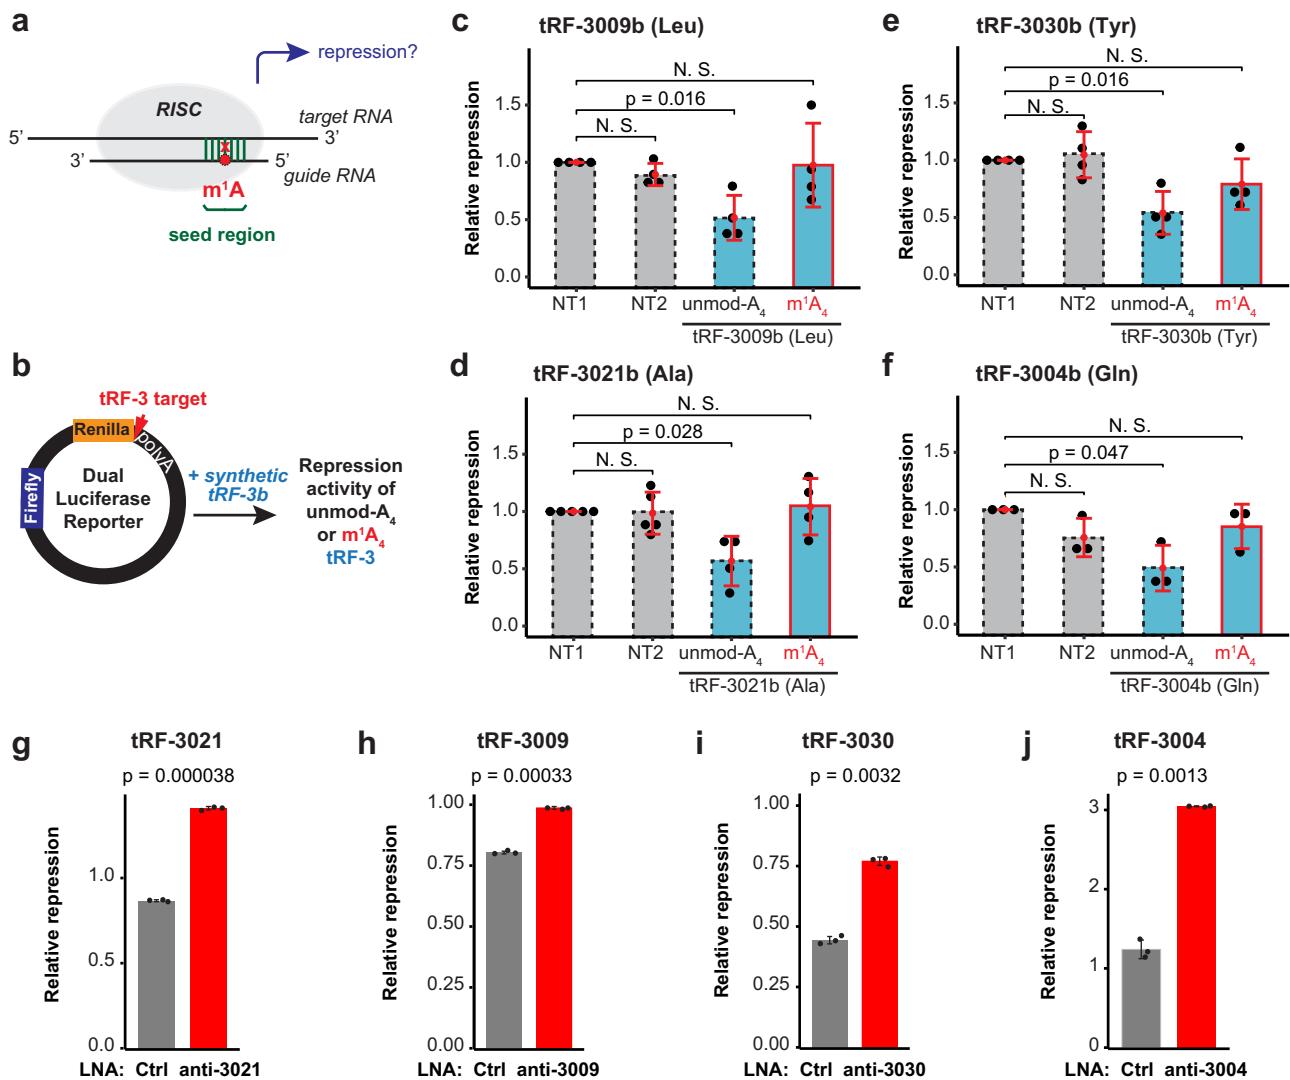 a
repression?
RISC
target RNA
5’
3’
3’
5’
guide RNA
m¹A
seed region
b
tRF-3 target
Renilla
polyA
Firefly
Dual
Luciferase
Reporter
+ synthetic
tRF-3b
Repression
activity of
unmod-A₄
or m¹A₄
tRF-3
c
tRF-3009b (Leu)
N. S.
p = 0.016
N. S.
Relative repression
1.5
1.0
0.5
0.0
NT1 NT2 unmod-A₄ m¹A₄
tRF-3009b (Leu)
d
tRF-3021b (Ala)
N. S.
p = 0.028
N. S.
Relative repression
1.5
1.0
0.5
0.0
NT1 NT2 unmod-A₄ m¹A₄
tRF-3021b (Ala)
e
tRF-3030b (Tyr)
N. S.
p = 0.016
N. S.
Relative repression
1.5
1.0
0.5
0.0
NT1 NT2 unmod-A₄ m¹A₄
tRF-3030b (Tyr)
f
tRF-3004b (Gln)
N. S.
p = 0.047
N. S.
Relative repression
1.5
1.0
0.5
0.0
NT1 NT2 unmod-A₄ m¹A₄
tRF-3004b (Gln)
g
tRF-3021
p = 0.000038
Relative repression
1.0
0.5
0.00
LNA: Ctrl anti-3021
h
tRF-3009
p = 0.00033
Relative repression
1.00
0.75
0.00
0.25
0.00
LNA: Ctrl anti-3009
i
tRF-3030
p = 0.0032
Relative repression
1.00
0.75
0.50
0.25
0.00
LNA: Ctrl anti-3030
j
tRF-3004
p = 0.0013
Relative repression
3
2
1
0
LNA: Ctrl anti-3004